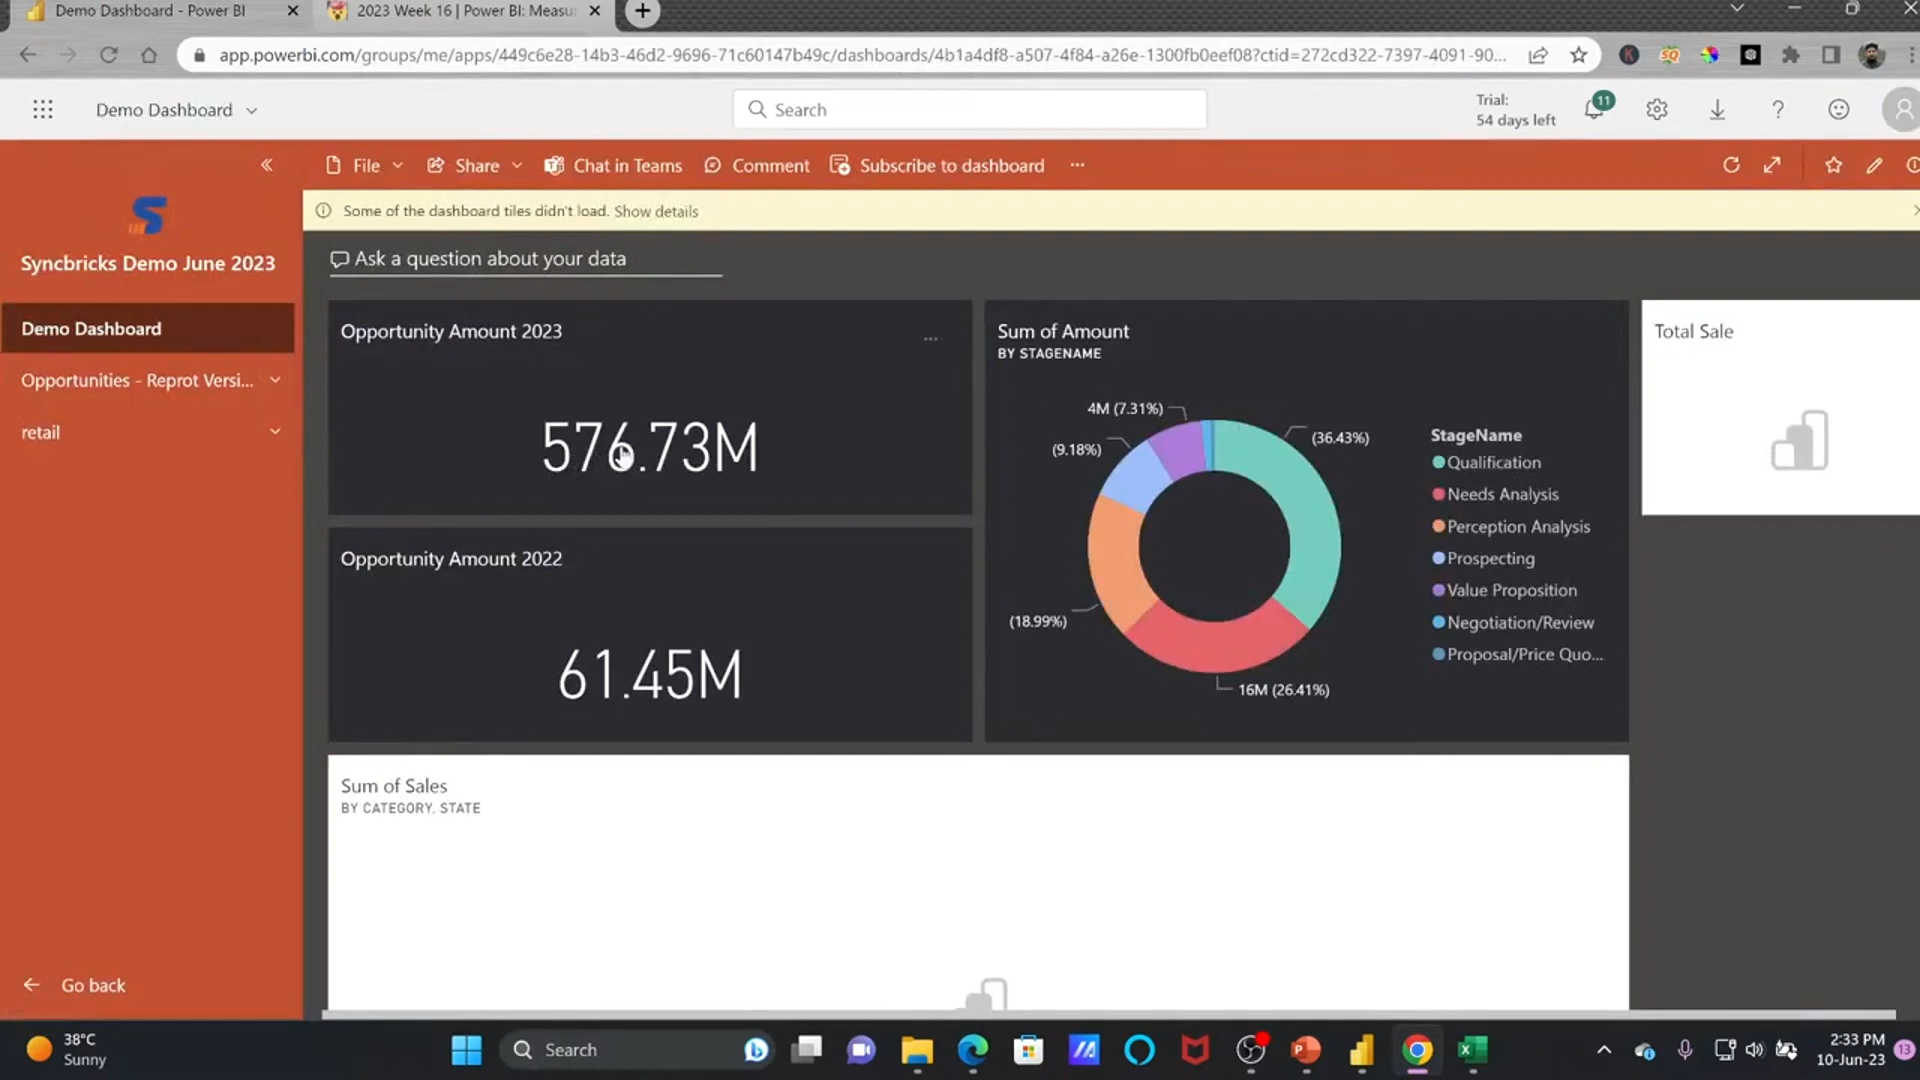 Demo Dashboard - Power BI
2023 Week 16 | Power BI: Measu
app.powerbi.com/groups/me/apps/449c6e28-14b3-46d2-9696-71c60147b49c/dashboards/4b1a4df8-a507-4f84-a26e-1300fb0eef08?ctid=272cd322-7397-4091-90...
Demo Dashboard
Search
Trial:
54 days left
11
File
Share
Chat in Teams
Comment
Subscribe to dashboard
Some of the dashboard tiles didn't load. Show details
Syncbricks Demo June 2023
Demo Dashboard
Opportunities - Reprot Versi...
retail
Go back
Ask a question about your data
Opportunity Amount 2023
576.73M
Opportunity Amount 2022
61.45M
Sum of Amount
BY STAGENAME
4M (7.31%)
(9.18%)
(36.43%)
(18.99%)
16M (26.41%)
StageName
Qualification
Needs Analysis
Perception Analysis
Prospecting
Value Proposition
Negotiation/Review
Proposal/Price Quo...
Total Sale
Sum of Sales
BY CATEGORY, STATE
38°C
Sunny
Search
2:33 PM
10-Jun-23
13